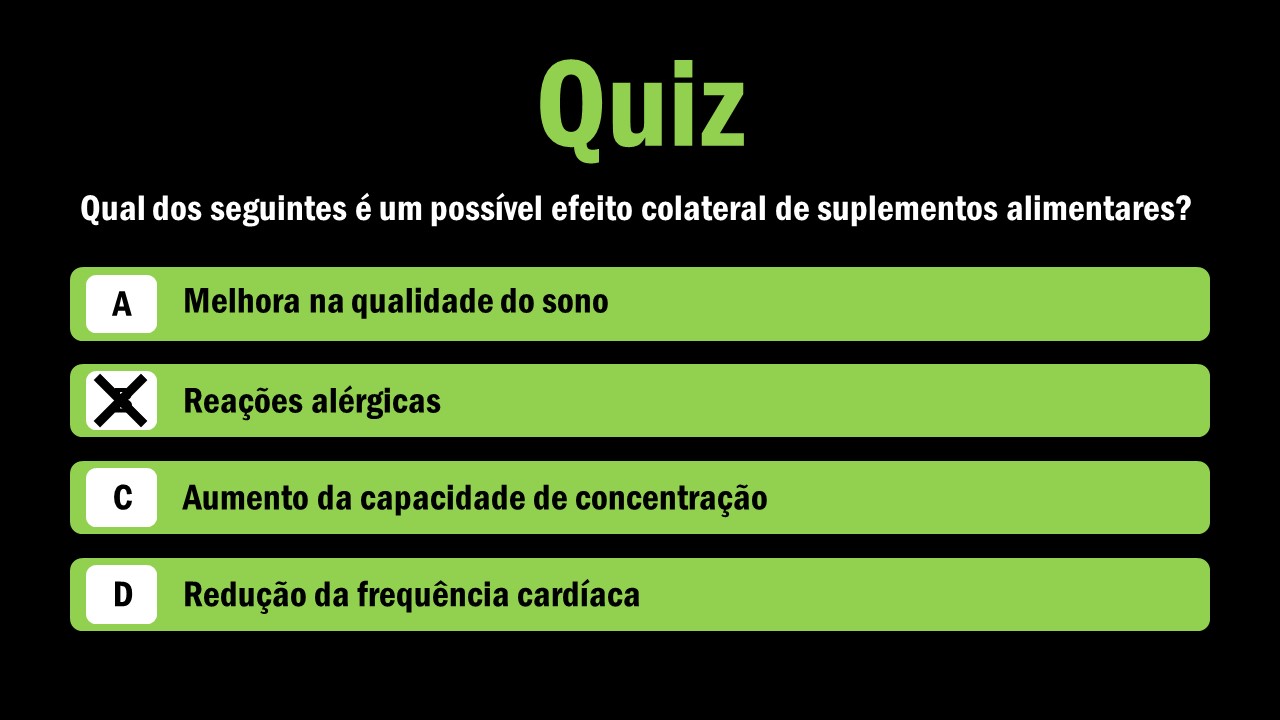 Quiz
Qual dos seguintes é um possível efeito colateral de suplementos alimentares?
A Melhora na qualidade do sono
Reações alérgicas
C Aumento da capacidade de concentração
D Redução da frequência cardíaca